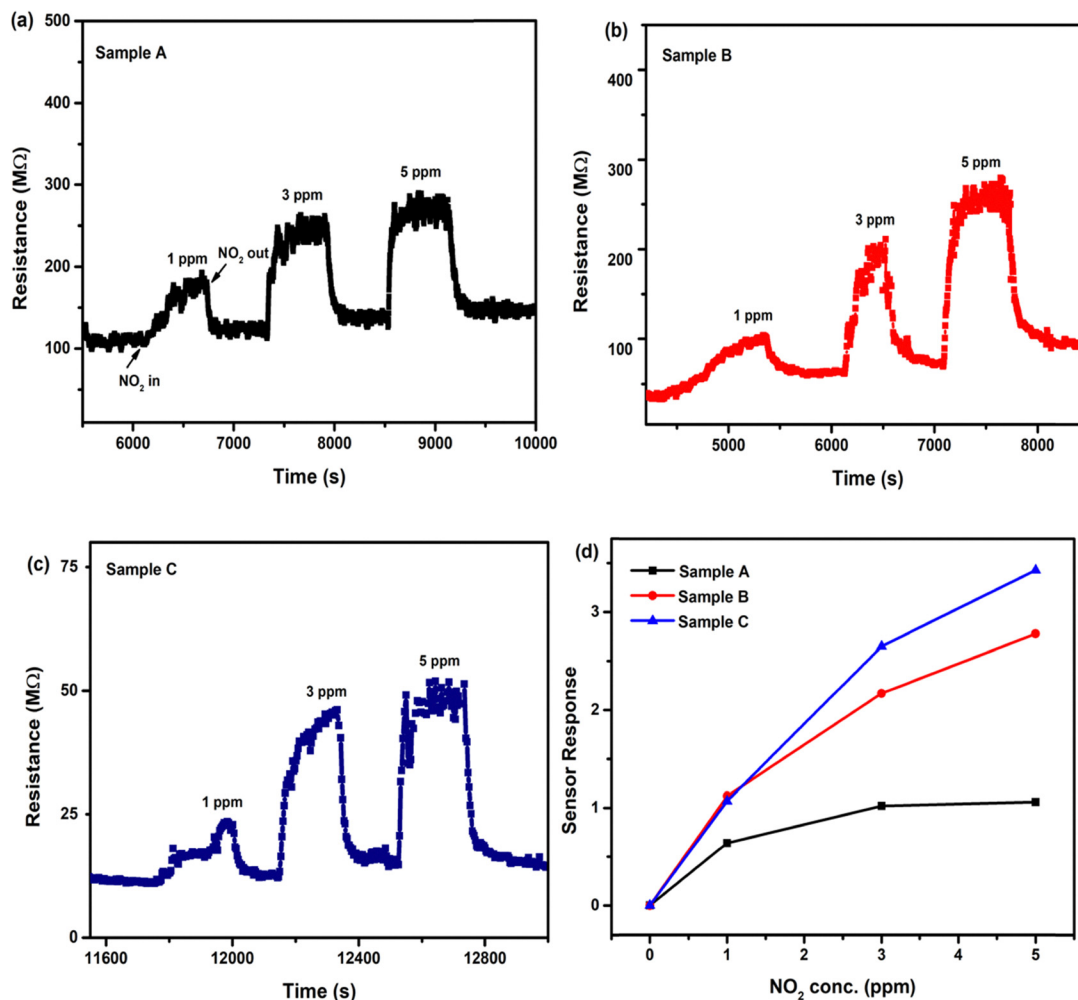 (a)
Sample A
500
400
300
200
100
Resistance (MΩ)
1 ppm
3 ppm
5 ppm
NO₂ out
NO₂ in
6000 7000 8000 9000 10000
Time (s)
(b)
Sample B
400
300
200
100
Resistance (MΩ)
1 ppm
3 ppm
5 ppm
5000 6000 7000 8000
Time (s)
(c)
Sample C
75
50
25
0
Resistance (MΩ)
1 ppm
3 ppm
5 ppm
11600 12000 12400 12800
Time (s)
(d)
Sample A
Sample B
Sample C
3
2
1
0
Sensor Response
0 1 2 3 4 5
NO₂ conc. (ppm)